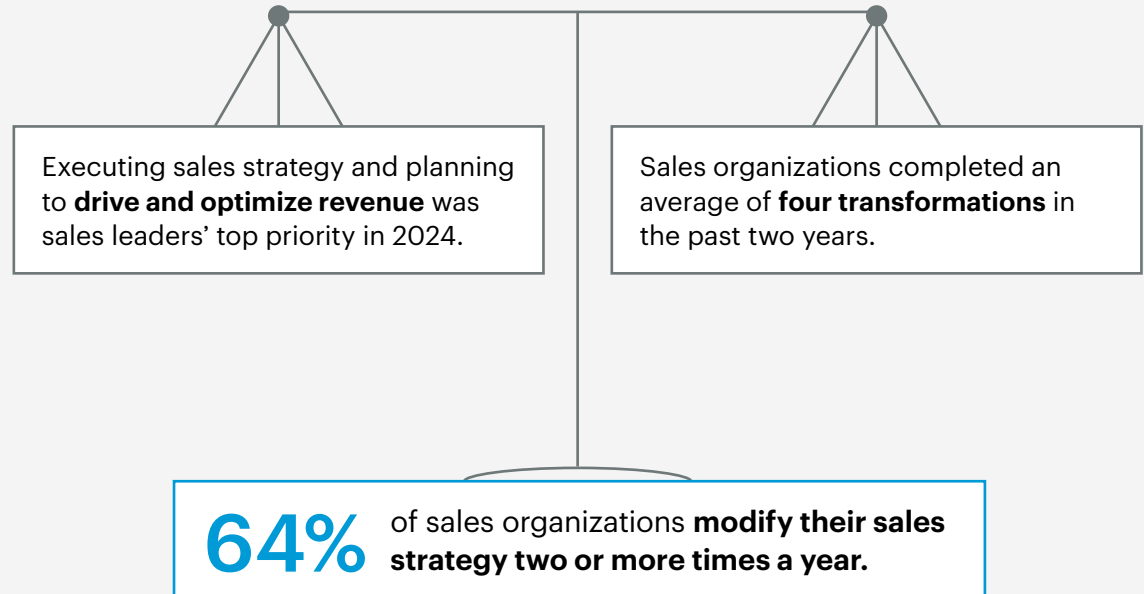 Executing sales strategy and planning
to drive and optimize revenue was
sales leaders’ top priority in 2024.
Sales organizations completed an
average of four transformations in
the past two years.
64%
of sales organizations modify their sales
strategy two or more times a year.